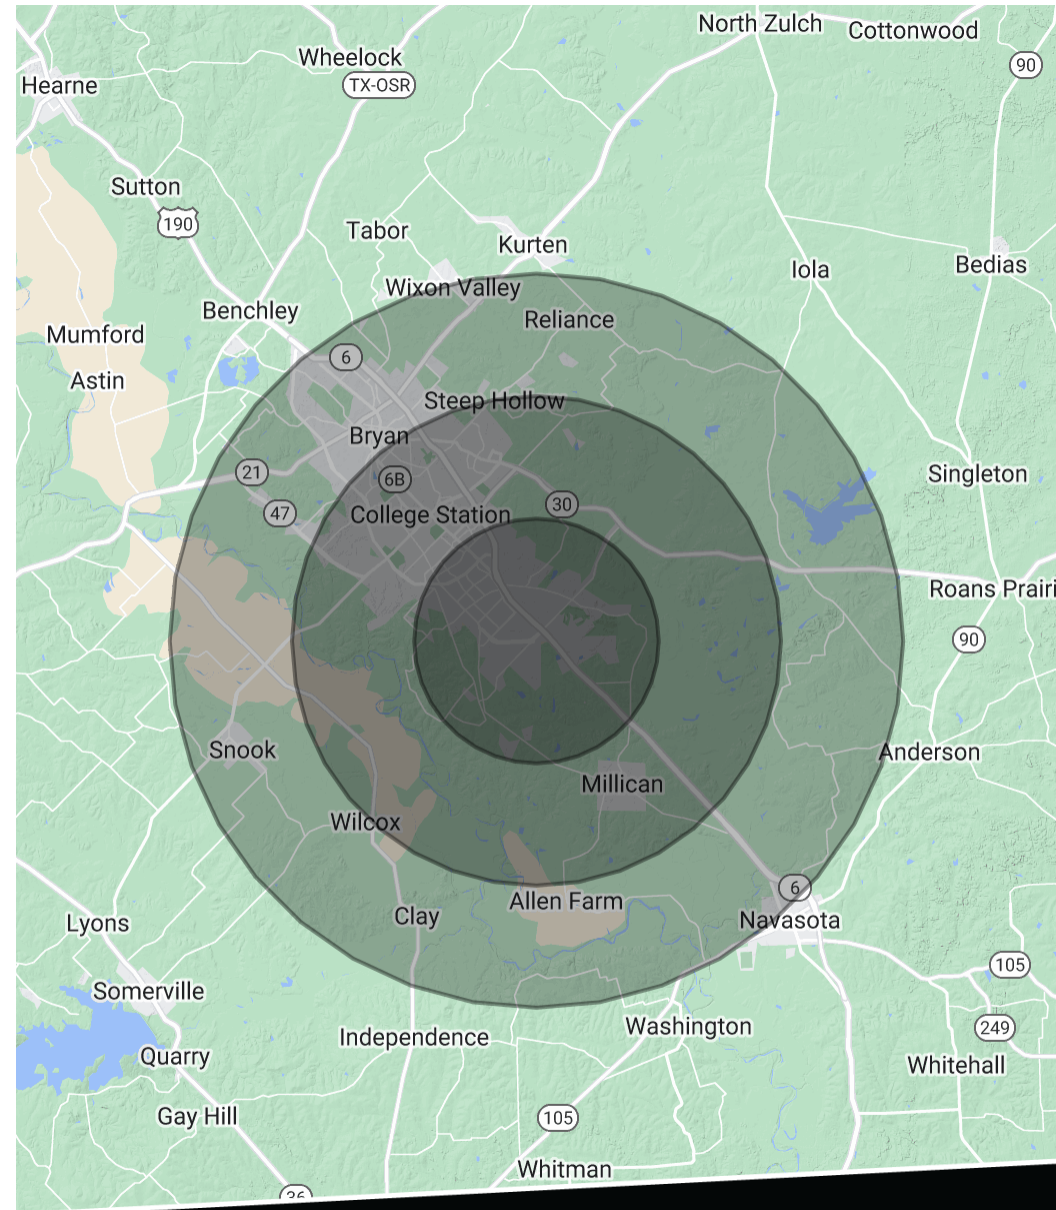 North Zulch
Cottonwood
Wheelock
90
Hearne
TX-OSR
Sutton
190
Tabor
Kurten
Iola
Bedias
Wixon Valley
Benchley
Reliance
Mumford
6
Astin
Steep Hollow
Bryan
21
6B
Singleton
47
College Station
30
Roans Prairi
90
Snook
Anderson
Millican
Wilcox
6
Allen Farm
Clay
Navasota
Lyons
105
Somerville
Washington
249
Independence
Quarry
Whitehall
Gay Hill
105
Whitman
36